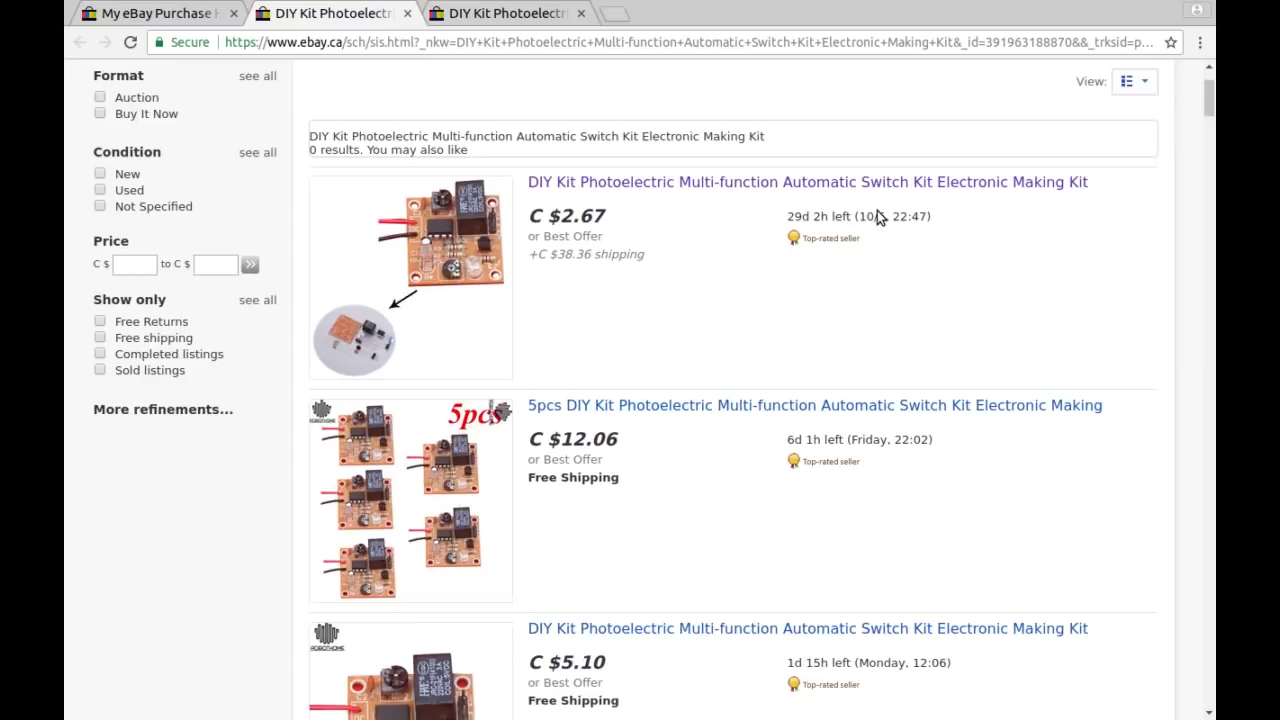 My eBay Purchase H
DIY Kit Photoelectr
DIY Kit Photoelectr
Secure
https://www.ebay.ca/sch/sis.html?_nkw=DIY+Kit+Photoelectric+Multi-function+Automatic+Switch+Kit+Electronic+Making+Kit&_id=391963188870&&_trksid=p...
Format see all
Auction
Buy It Now
Condition see all
New
Used
Not Specified
Price
C $ to C $
Show only see all
Free Returns
Free shipping
Completed listings
Sold listings
More refinements...
View:
DIY Kit Photoelectric Multi-function Automatic Switch Kit Electronic Making Kit
0 results. You may also like
DIY Kit Photoelectric Multi-function Automatic Switch Kit Electronic Making Kit
C $2.67
or Best Offer
+C $38.36 shipping
29d 2h left (10 22:47)
Top-rated seller
5pcs
ROBOTHOME
5pcs DIY Kit Photoelectric Multi-function Automatic Switch Kit Electronic Making
C $12.06
or Best Offer
Free Shipping
6d 1h left (Friday, 22:02)
Top-rated seller
ROBOTHOME
DIY Kit Photoelectric Multi-function Automatic Switch Kit Electronic Making Kit
C $5.10
or Best Offer
Free Shipping
1d 15h left (Monday, 12:06)
Top-rated seller